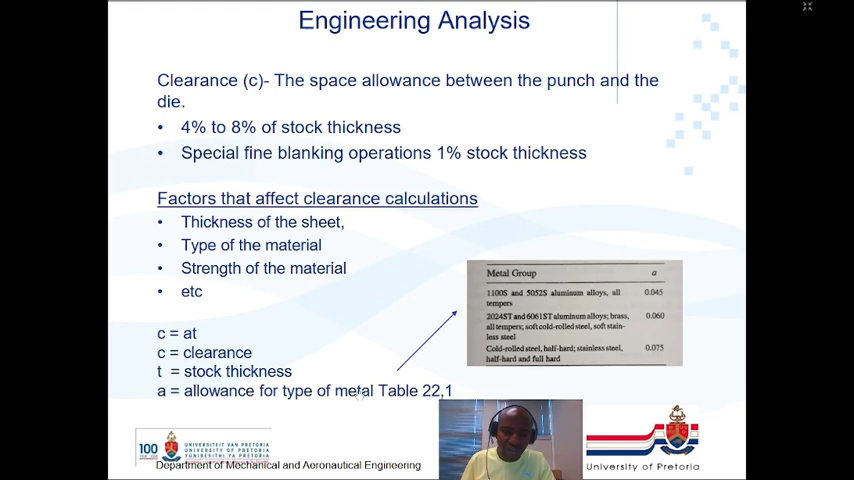 Engineering Analysis
Clearance (c)- The space allowance between the punch and the
die.
• 4% to 8% of stock thickness
• Special fine blanking operations 1% stock thickness
Factors that affect clearance calculations
• Thickness of the sheet,
• Type of the material
• Strength of the material
• etc
Metal Group a
1100S and 5052S aluminum alloys, all 0.045
tempers
2024ST and 6061ST aluminum alloys; brass, 0.060
all tempers; soft cold-rolled steel, soft stain-
less steel
Cold-rolled steel, half-hard; stainless steel, 0.075
half-hard and full hard
c = at
c = clearance
t = stock thickness
a = allowance for type of metal Table 22,1
100
UNIVERSITEIT VAN PRETORIA
UNIVERSITY OF PRETORIA
YUNIBESITHI YA PRETORIA
Department of Mechanical and Aeronautical Engineering
University of Pretoria